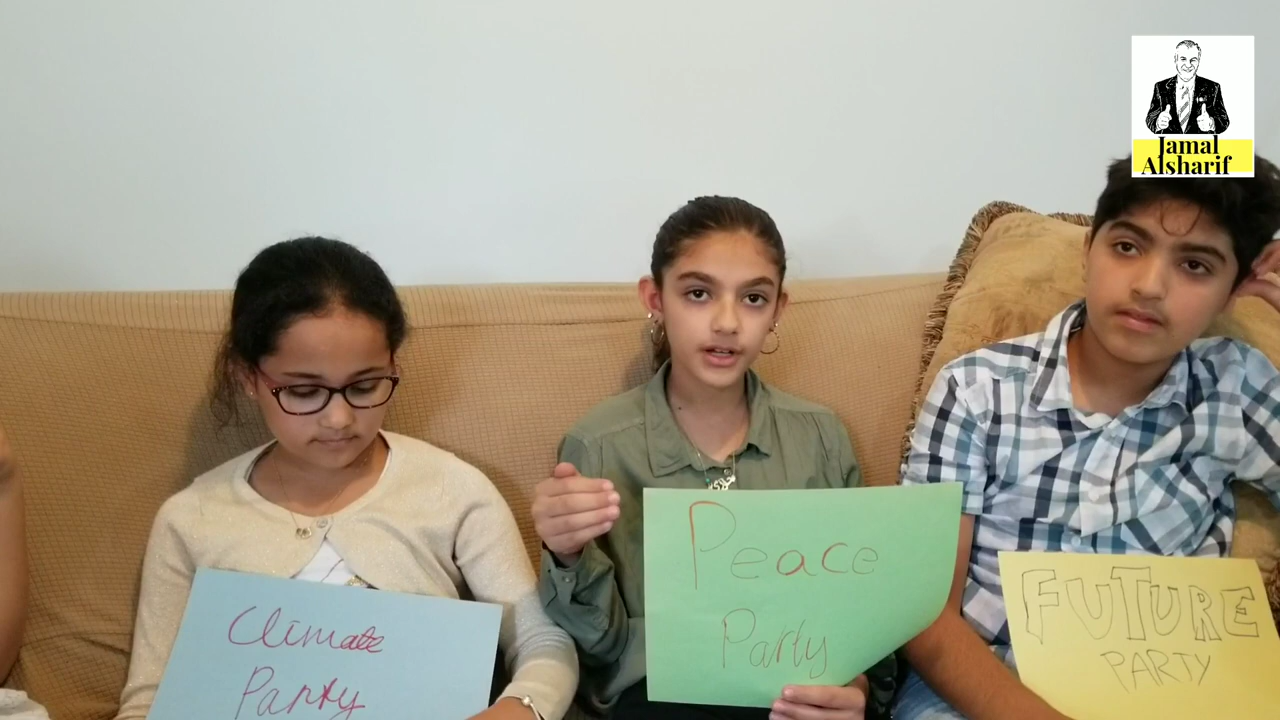 Jamal
Alsharif
Climate
Party
Peace
Party
FUTURE
PARTY